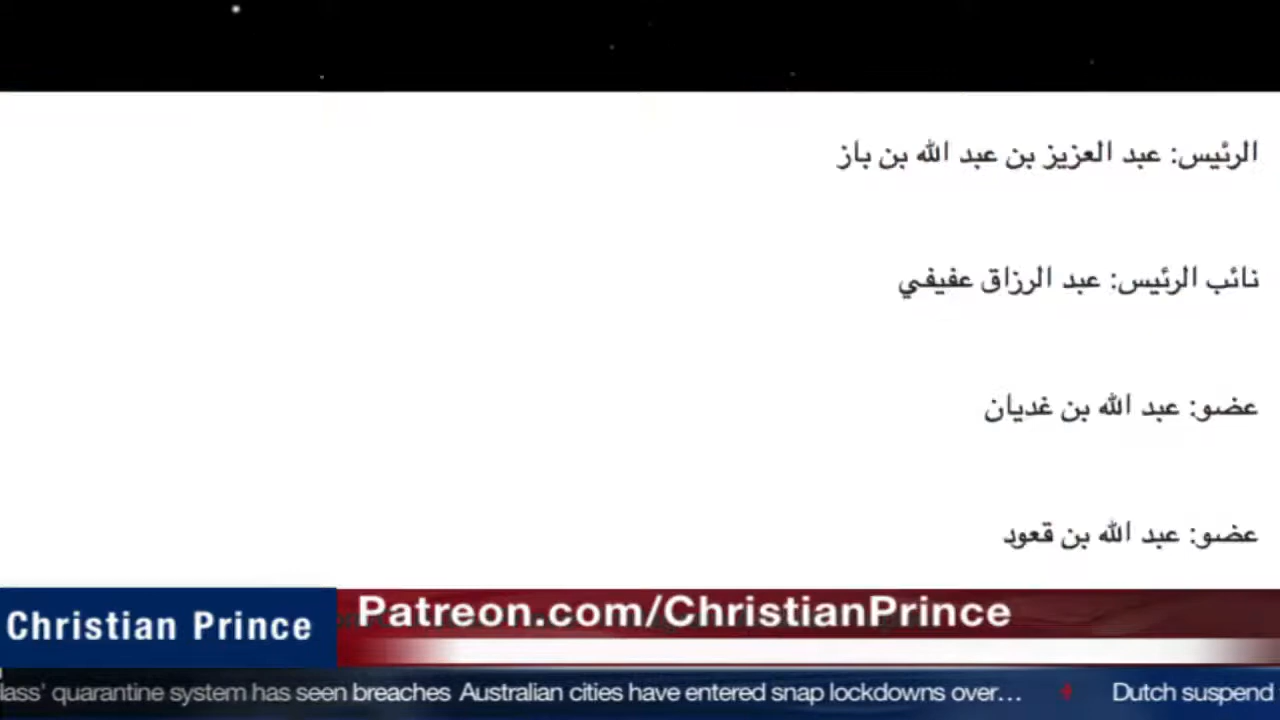 الرئيس: عبد العزيز بن عبد الله بن باز
نائب الرئيس: عبد الرزاق عفيفي
عضو: عبد الله بن غديان
عضو: عبد الله بن قعود
Christian Prince
Patreon.com/ChristianPrince
lass' quarantine system has seen breaches Australian cities have entered snap lockdowns over… Dutch suspend